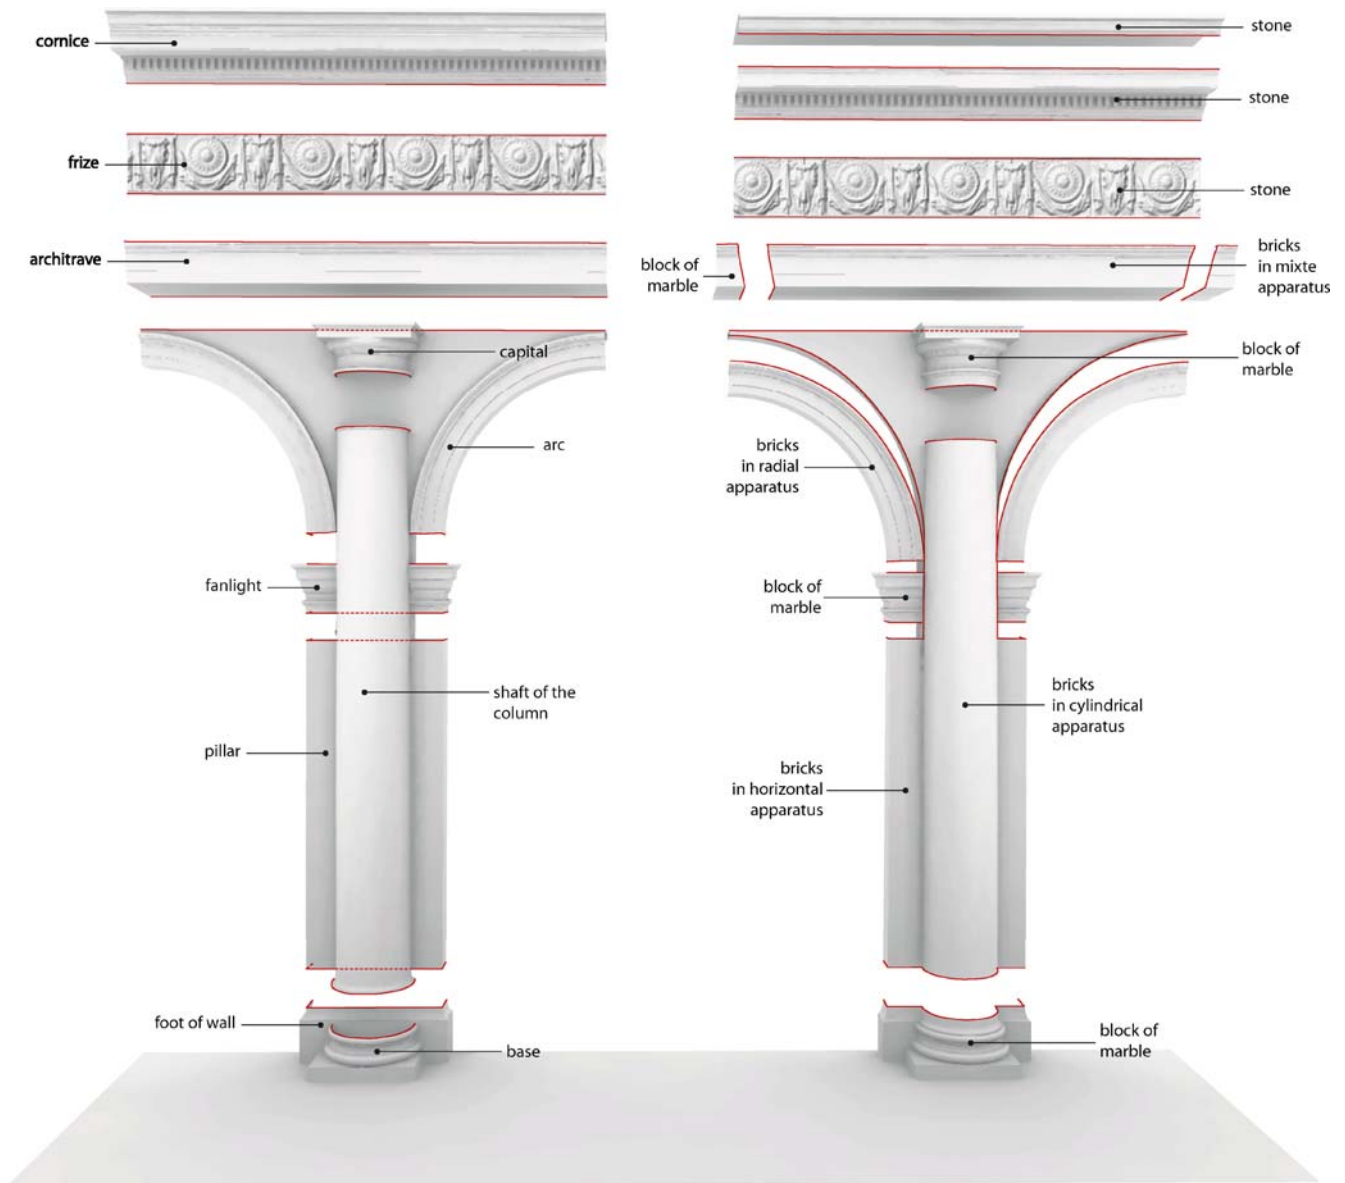 cornice
frize
architrave
capital
arc
fanlight
shaft of the
column
pillar
foot of wall
base
stone
stone
stone
block of
marble
bricks
in mixte
apparatus
block of
marble
bricks
in radial
apparatus
block of
marble
bricks
in cylindrical
apparatus
bricks
in horizontal
apparatus
block of
marble